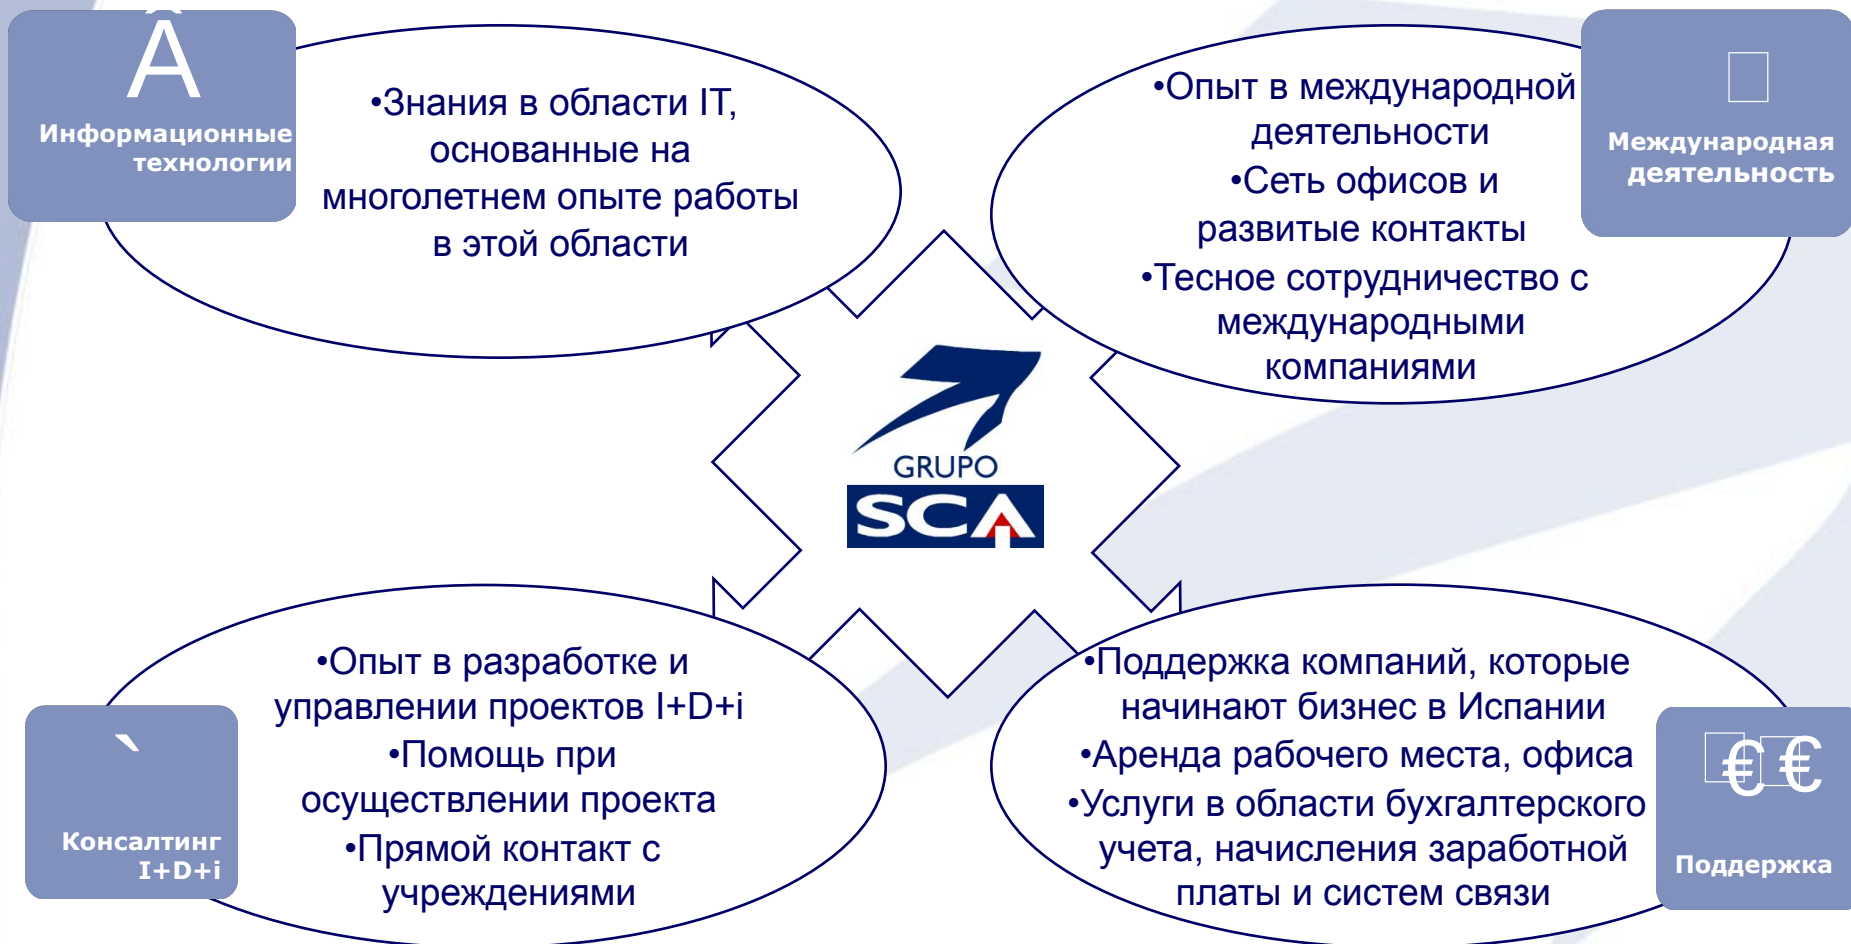 Â
Информационные
технологии
•Знания в области IT,
основанные на
многолетнем опыте работы
в этой области
•Опыт в международной
деятельности
•Сеть офисов и
развитые контакты
•Тесное сотрудничество с
международными
компаниями
Международная
деятельность
GRUPO
SCA
`
Консалтинг
I+D+i
•Опыт в разработке и
управлении проектов I+D+i
•Помощь при
осуществлении проекта
•Прямой контакт с
учреждениями
•Поддержка компаний, которые
начинают бизнес в Испании
•Аренда рабочего места, офиса
•Услуги в области бухгалтерского
учета, начисления заработной
платы и систем связи
€€
Поддержка